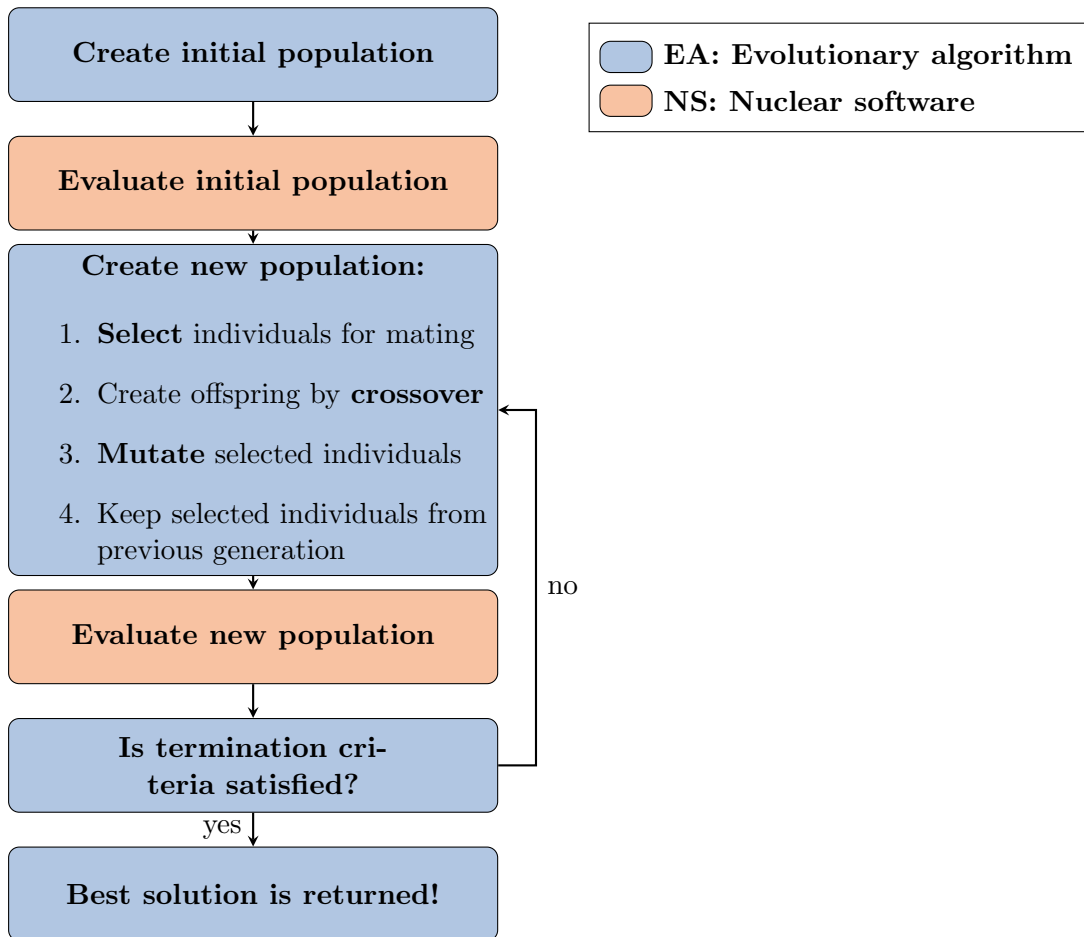 Create initial population
EA: Evolutionary algorithm
NS: Nuclear software
Evaluate initial population
Create new population:
1. Select individuals for mating
2. Create offspring by crossover
3. Mutate selected individuals
4. Keep selected individuals from
previous generation
no
Evaluate new population
Is termination cri-
teria satisfied?
yes
Best solution is returned!